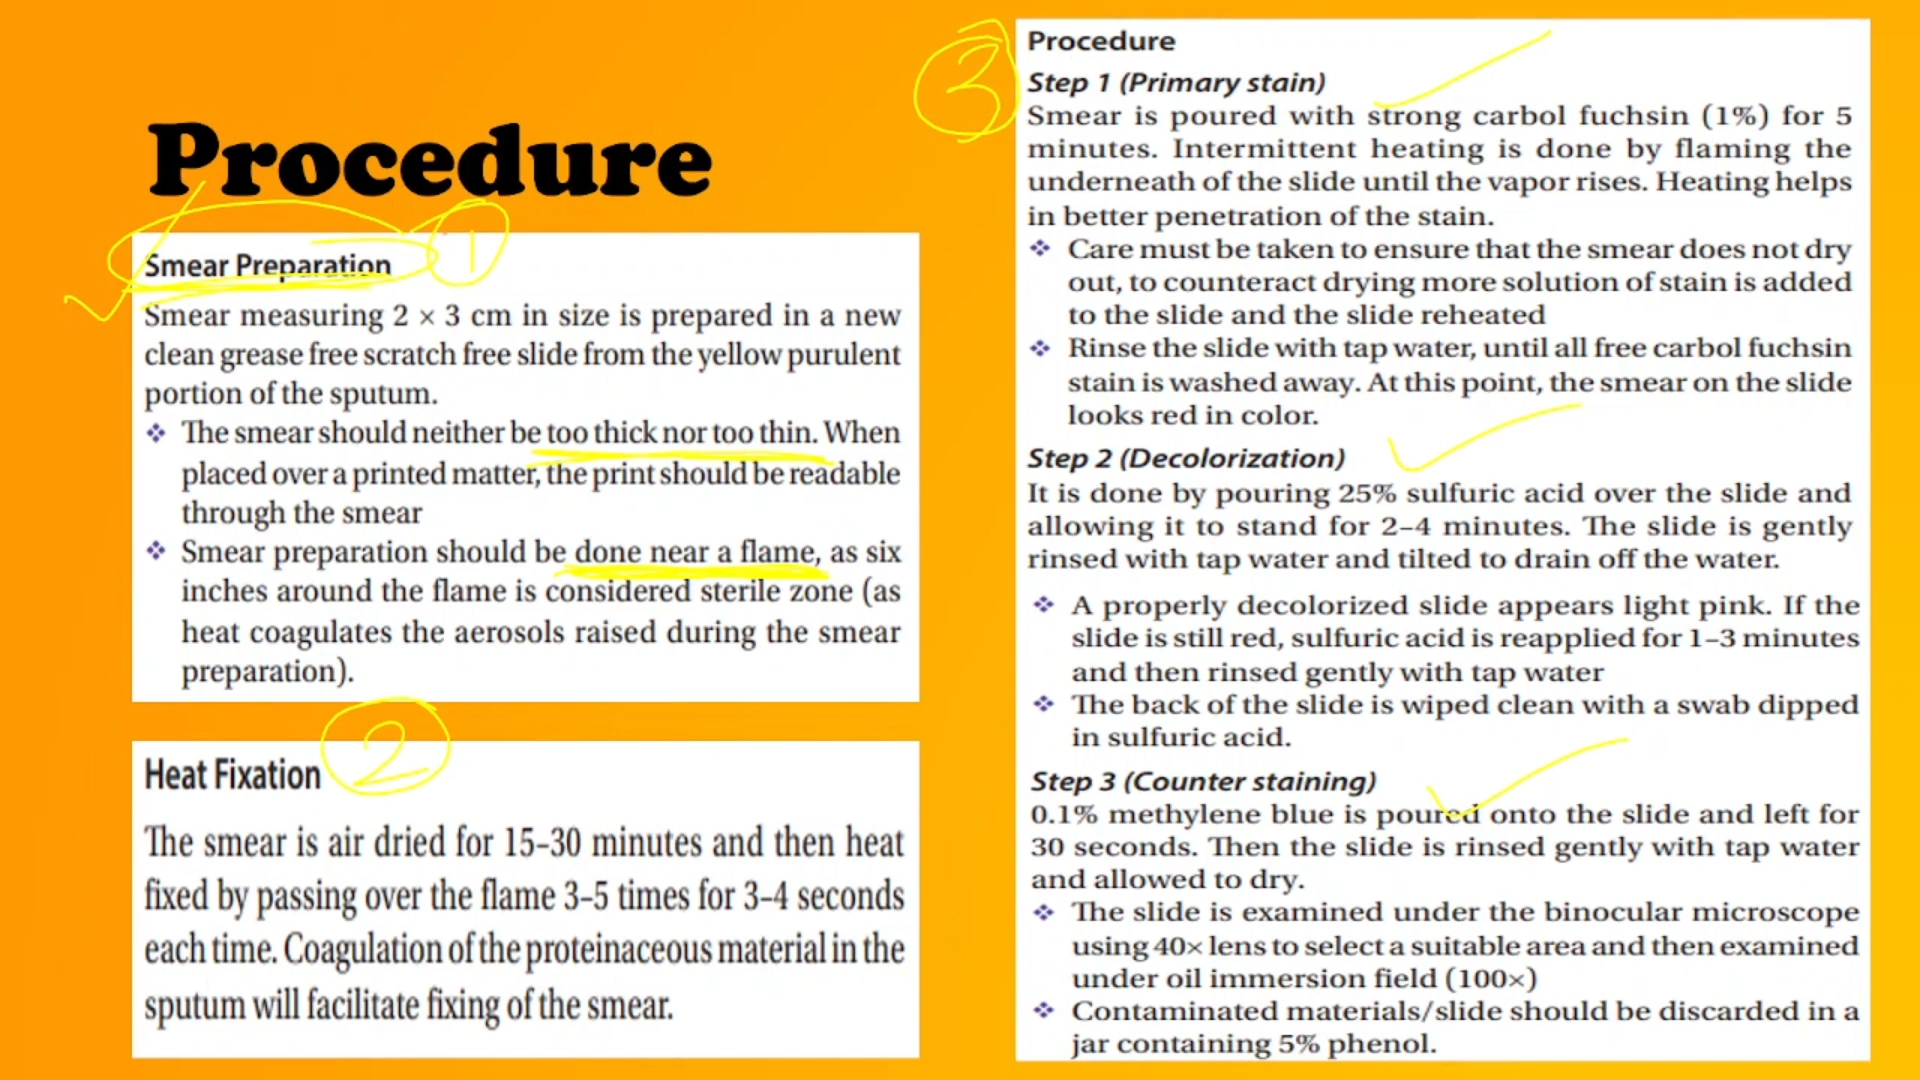 Procedure
1
Smear Preparation
Smear measuring 2 × 3 cm in size is prepared in a new
clean grease free scratch free slide from the yellow purulent
portion of the sputum.
❖ The smear should neither be too thick nor too thin. When
placed over a printed matter, the print should be readable
through the smear
❖ Smear preparation should be done near a flame, as six
inches around the flame is considered sterile zone (as
heat coagulates the aerosols raised during the smear
preparation).
2
Heat Fixation
The smear is air dried for 15–30 minutes and then heat
fixed by passing over the flame 3–5 times for 3–4 seconds
each time. Coagulation of the proteinaceous material in the
sputum will facilitate fixing of the smear.
3
Procedure
Step 1 (Primary stain)
Smear is poured with strong carbol fuchsin (1%) for 5
minutes. Intermittent heating is done by flaming the
underneath of the slide until the vapor rises. Heating helps
in better penetration of the stain.
❖ Care must be taken to ensure that the smear does not dry
out, to counteract drying more solution of stain is added
to the slide and the slide reheated
❖ Rinse the slide with tap water, until all free carbol fuchsin
stain is washed away. At this point, the smear on the slide
looks red in color.
Step 2 (Decolorization)
It is done by pouring 25% sulfuric acid over the slide and
allowing it to stand for 2–4 minutes. The slide is gently
rinsed with tap water and tilted to drain off the water.
❖ A properly decolorized slide appears light pink. If the
slide is still red, sulfuric acid is reapplied for 1–3 minutes
and then rinsed gently with tap water
❖ The back of the slide is wiped clean with a swab dipped
in sulfuric acid.
Step 3 (Counter staining)
0.1% methylene blue is poured onto the slide and left for
30 seconds. Then the slide is rinsed gently with tap water
and allowed to dry.
❖ The slide is examined under the binocular microscope
using 40× lens to select a suitable area and then examined
under oil immersion field (100×)
❖ Contaminated materials/slide should be discarded in a
jar containing 5% phenol.